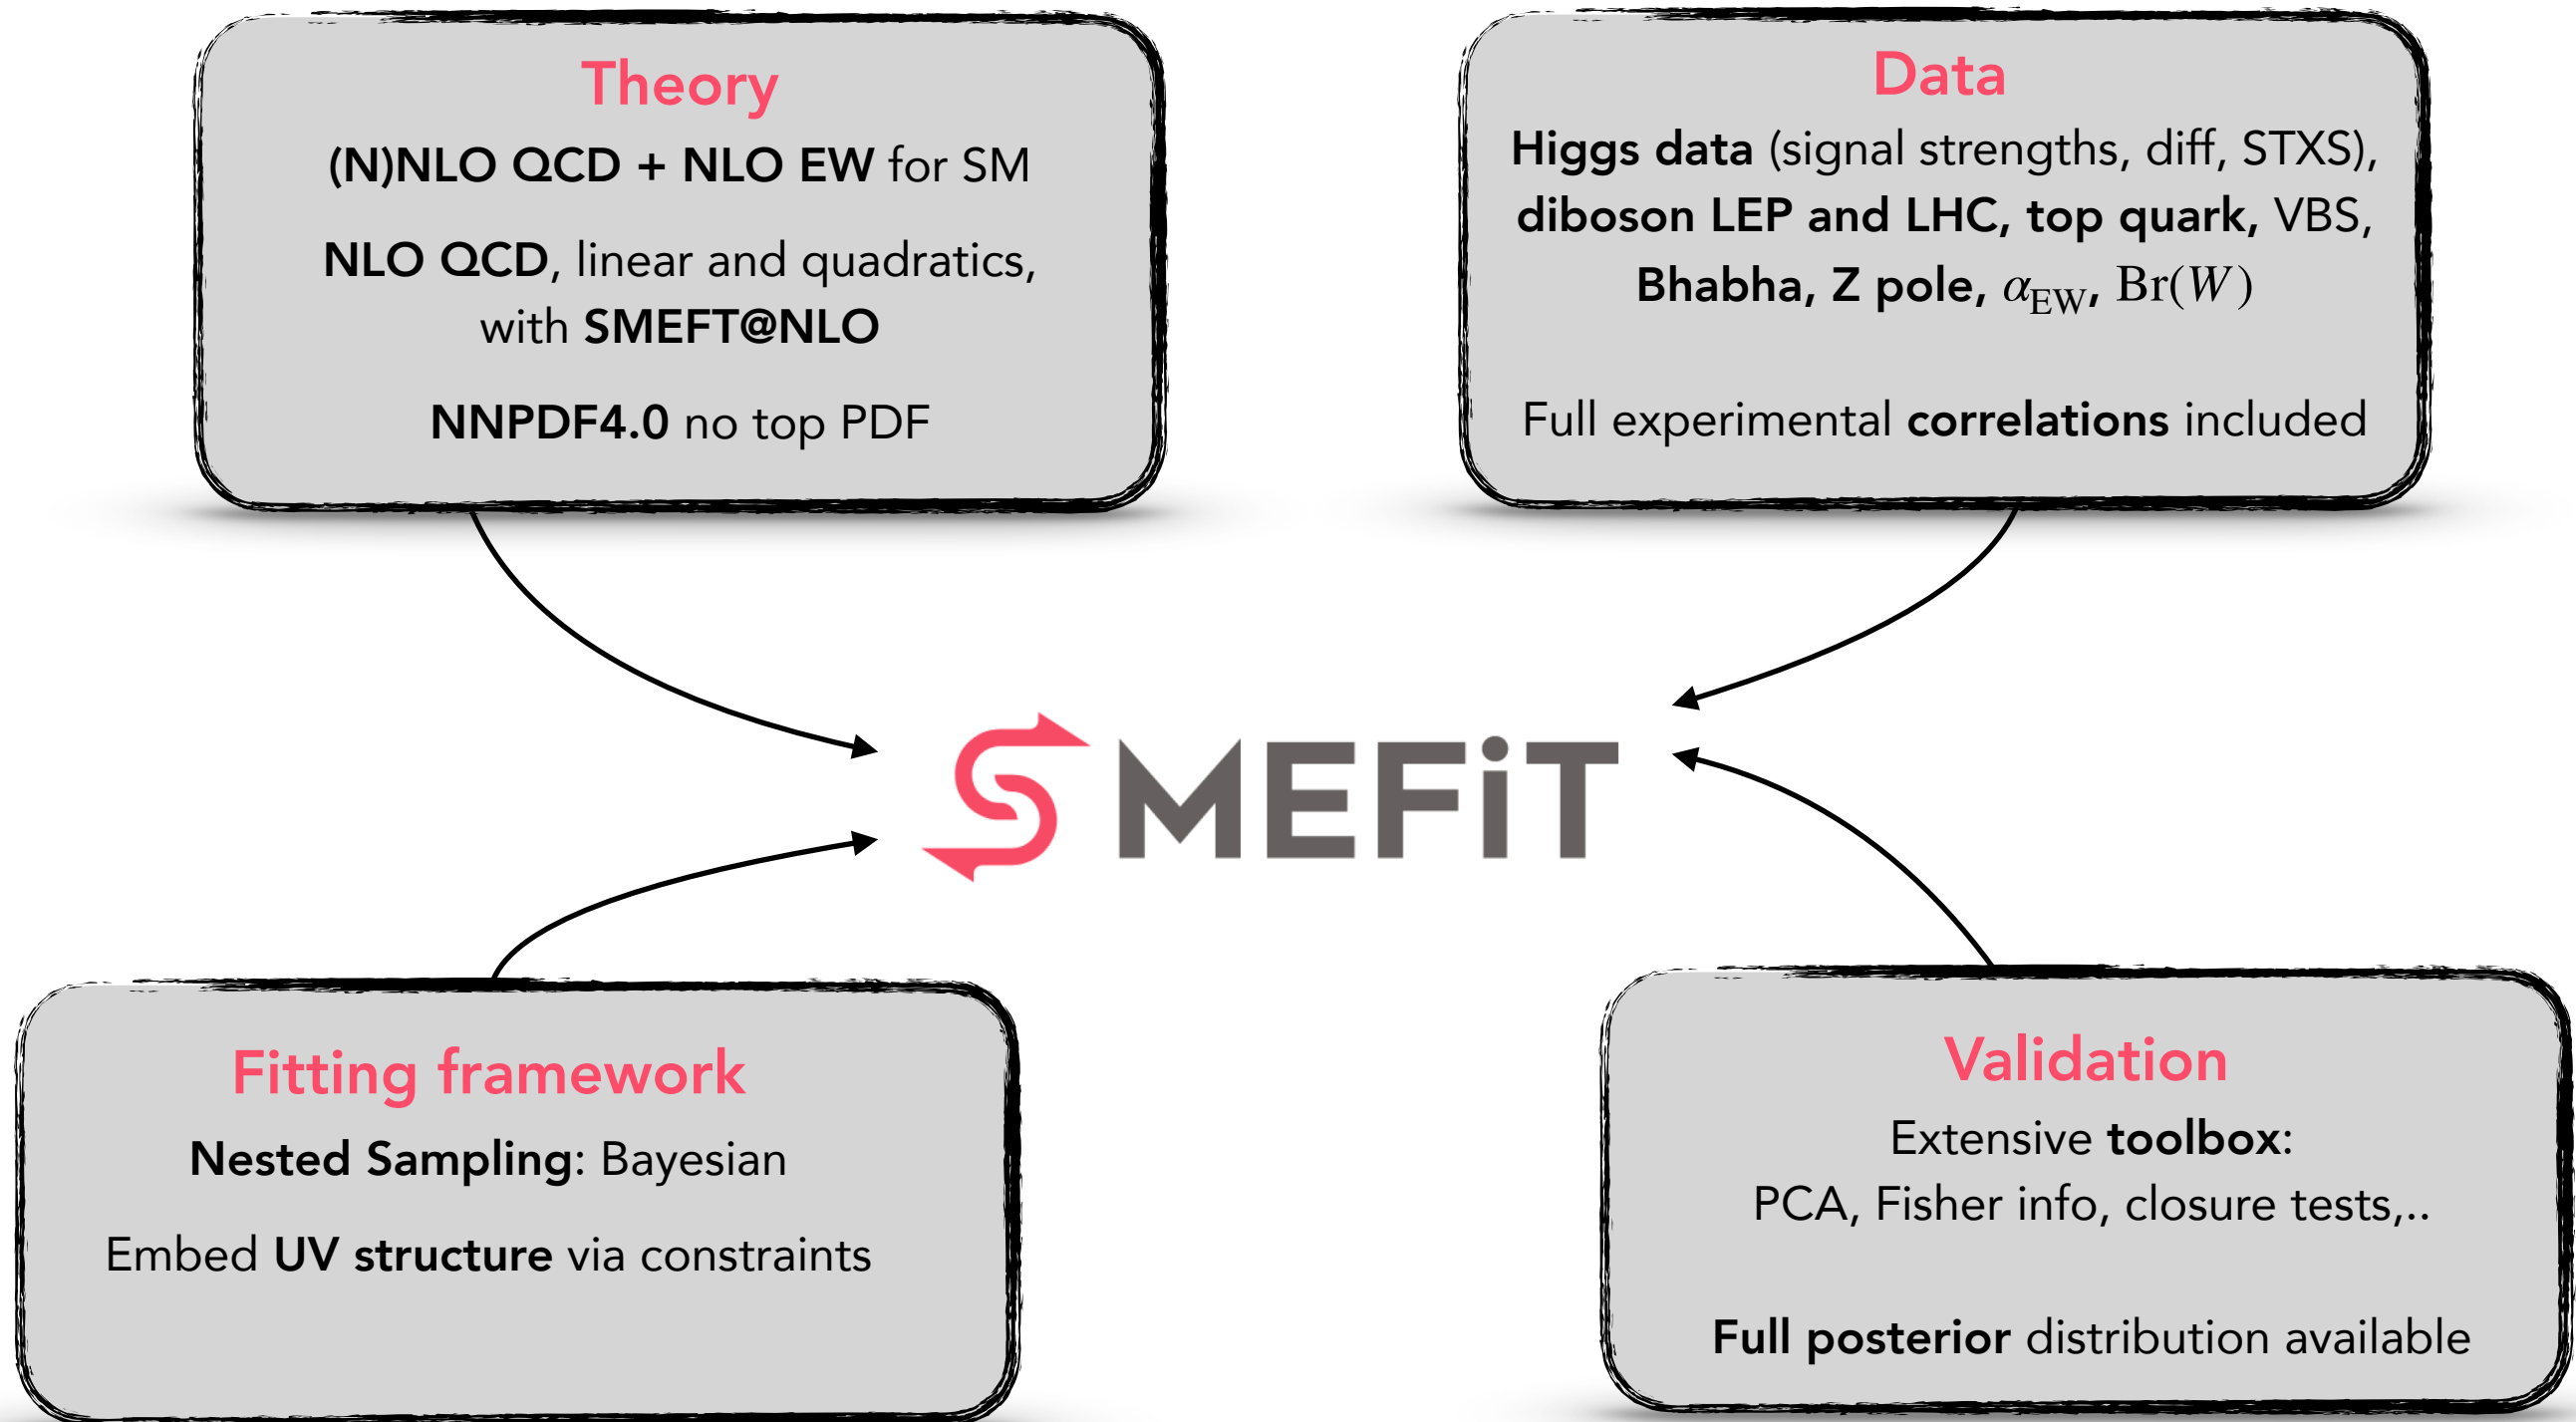 Theory
(N)NLO QCD + NLO EW for SM
NLO QCD, linear and quadratics,
with SMEFT@NLO
NNPDF4.0 no top PDF
Data
Higgs data (signal strengths, diff, STXS),
diboson LEP and LHC, top quark, VBS,
Bhabha, Z pole, α_EW, Br(W)
Full experimental correlations included
SMEFiT
Fitting framework
Nested Sampling: Bayesian
Embed UV structure via constraints
Validation
Extensive toolbox:
PCA, Fisher info, closure tests,..
Full posterior distribution available